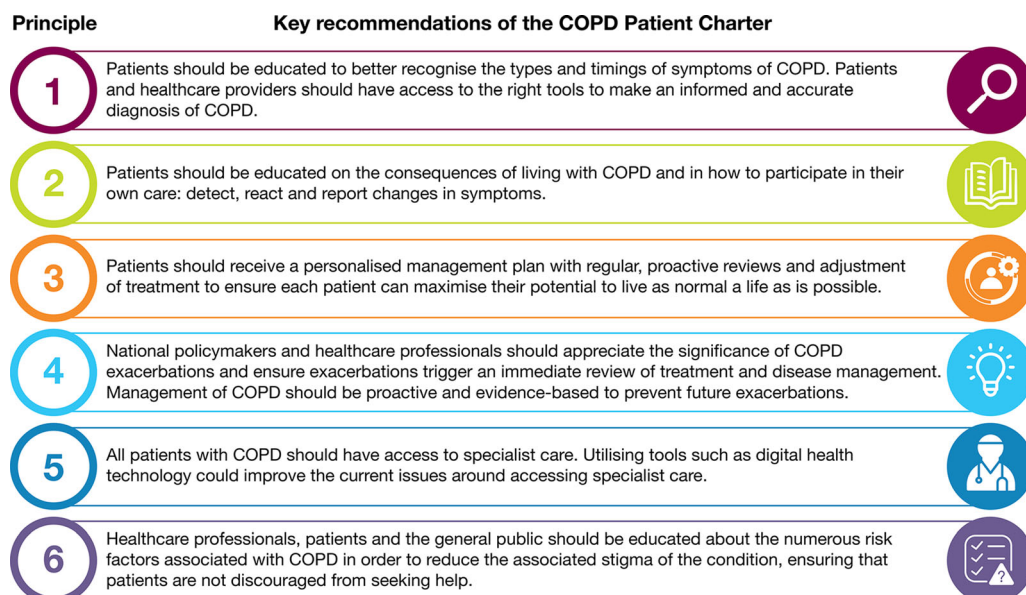 Principle
Key recommendations of the COPD Patient Charter
1
Patients should be educated to better recognise the types and timings of symptoms of COPD. Patients
and healthcare providers should have access to the right tools to make an informed and accurate
diagnosis of COPD.
2
Patients should be educated on the consequences of living with COPD and in how to participate in their
own care: detect, react and report changes in symptoms.
3
Patients should receive a personalised management plan with regular, proactive reviews and adjustment
of treatment to ensure each patient can maximise their potential to live as normal a life as is possible.
4
National policymakers and healthcare professionals should appreciate the significance of COPD
exacerbations and ensure exacerbations trigger an immediate review of treatment and disease management.
Management of COPD should be proactive and evidence-based to prevent future exacerbations.
5
All patients with COPD should have access to specialist care. Utilising tools such as digital health
technology could improve the current issues around accessing specialist care.
6
Healthcare professionals, patients and the general public should be educated about the numerous risk
factors associated with COPD in order to reduce the associated stigma of the condition, ensuring that
patients are not discouraged from seeking help.
?